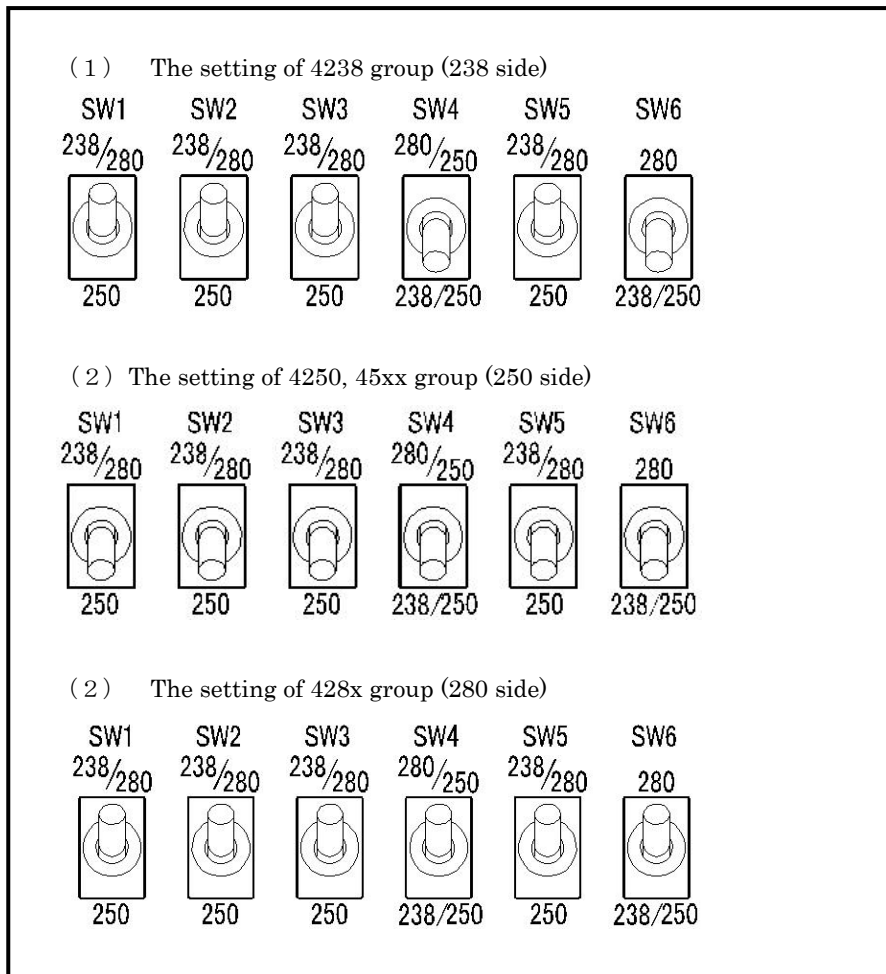 （1） The setting of 4238 group (238 side)
SW1 SW2 SW3 SW4 SW5 SW6
238/280 238/280 238/280 280/250 238/280 280
250 250 250 238/250 250 238/250
（2）The setting of 4250, 45xx group (250 side)
SW1 SW2 SW3 SW4 SW5 SW6
238/280 238/280 238/280 280/250 238/280 280
250 250 250 238/250 250 238/250
（2） The setting of 428x group (280 side)
SW1 SW2 SW3 SW4 SW5 SW6
238/280 238/280 238/280 280/250 238/280 280
250 250 250 238/250 250 238/250